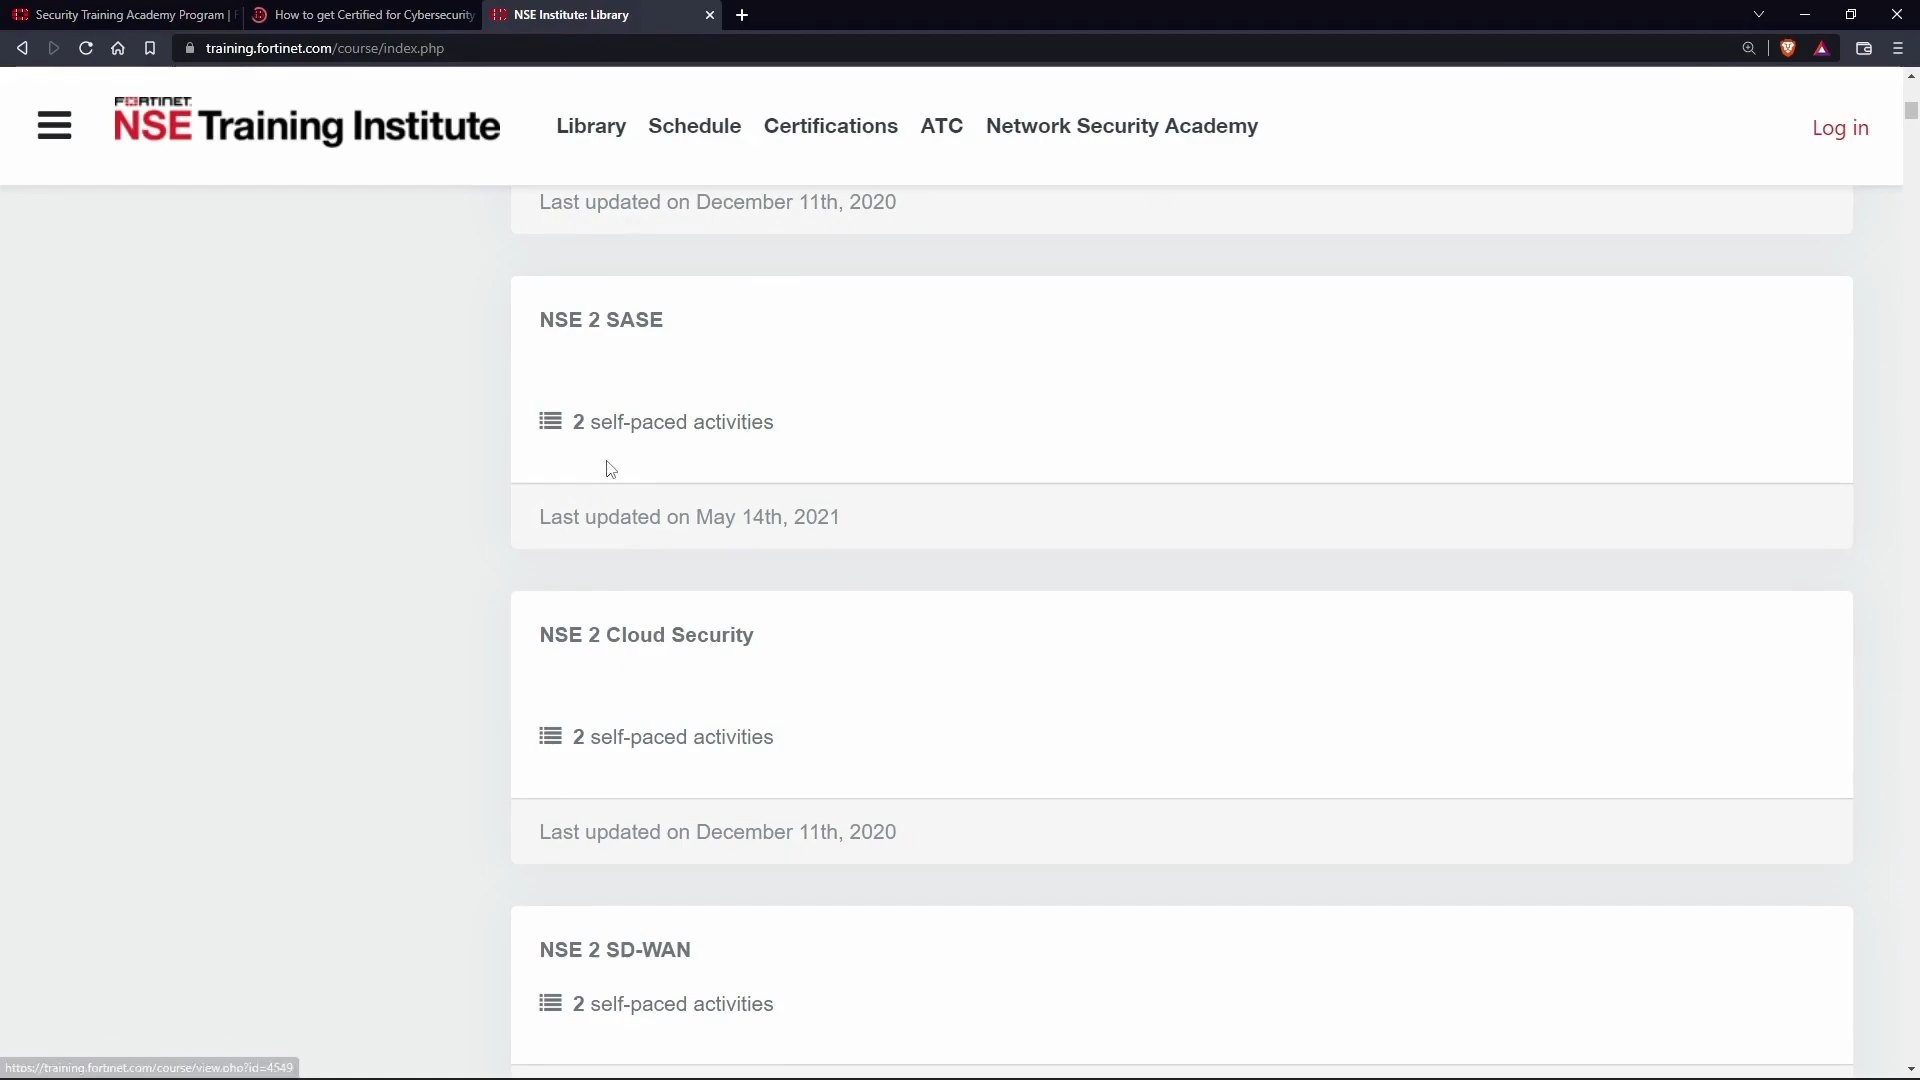 Security Training Academy Program |
How to get Certified for Cybersecurity
NSE Institute: Library
training.fortinet.com/course/index.php
FORTINET
NSE Training Institute
Library
Schedule
Certifications
ATC
Network Security Academy
Log in
Last updated on December 11th, 2020
NSE 2 SASE
2 self-paced activities
Last updated on May 14th, 2021
NSE 2 Cloud Security
2 self-paced activities
Last updated on December 11th, 2020
NSE 2 SD-WAN
2 self-paced activities
https://training.fortinet.com/course/view.php?id=4549